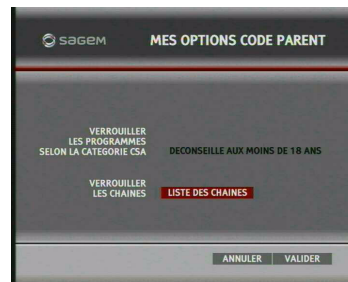 SAGEM
MES OPTIONS CODE PARENT
VERROUILLER
LES PROGRAMMES
SELON LA CATEGORIE CSA
DECONSEILLE AUX MOINS DE 18 ANS
VERROUILLER
LES CHAINES
LISTE DES CHAINES
ANNULER
VALIDER